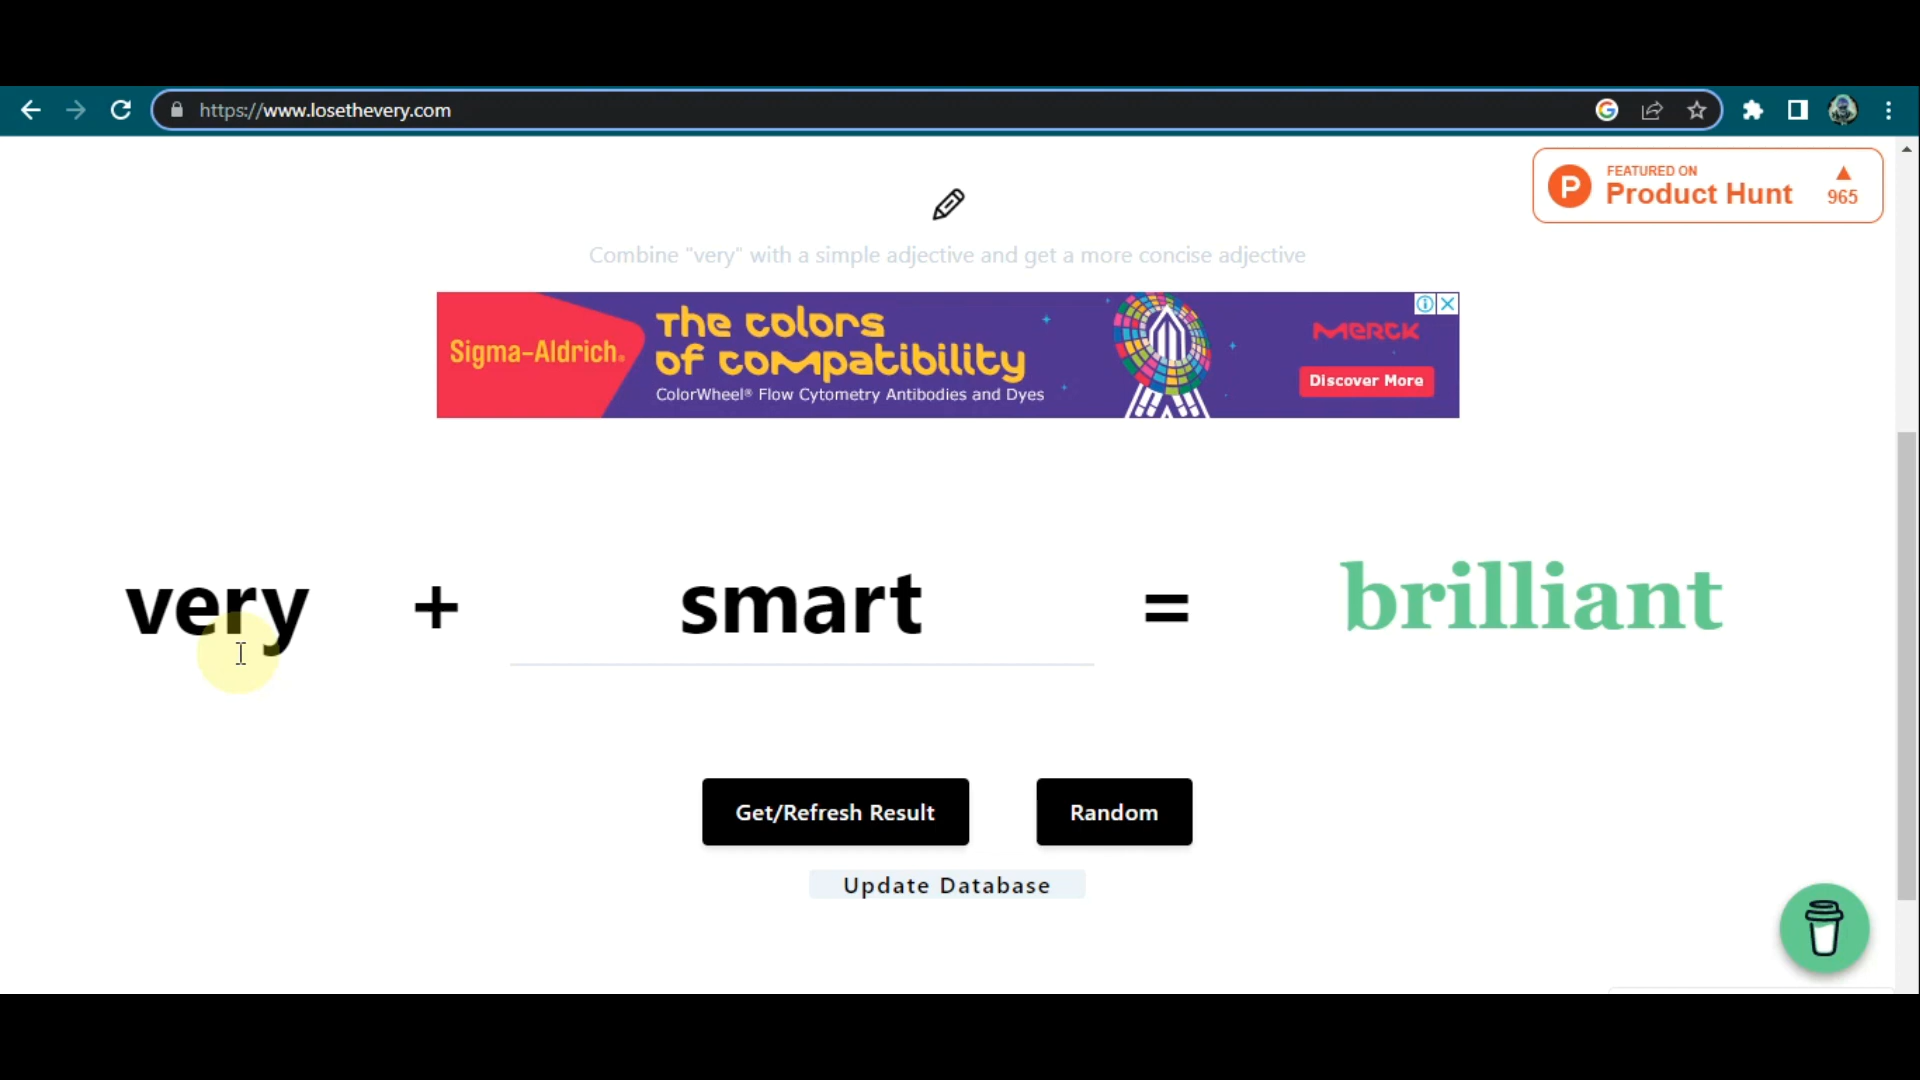 https://www.losethevery.com
FEATURED ON
Product Hunt
965
Combine "very" with a simple adjective and get a more concise adjective
Sigma-Aldrich.
The colors
of compatibility
ColorWheel® Flow Cytometry Antibodies and Dyes
Merck
Discover More
very + smart = brilliant
Get/Refresh Result
Random
Update Database